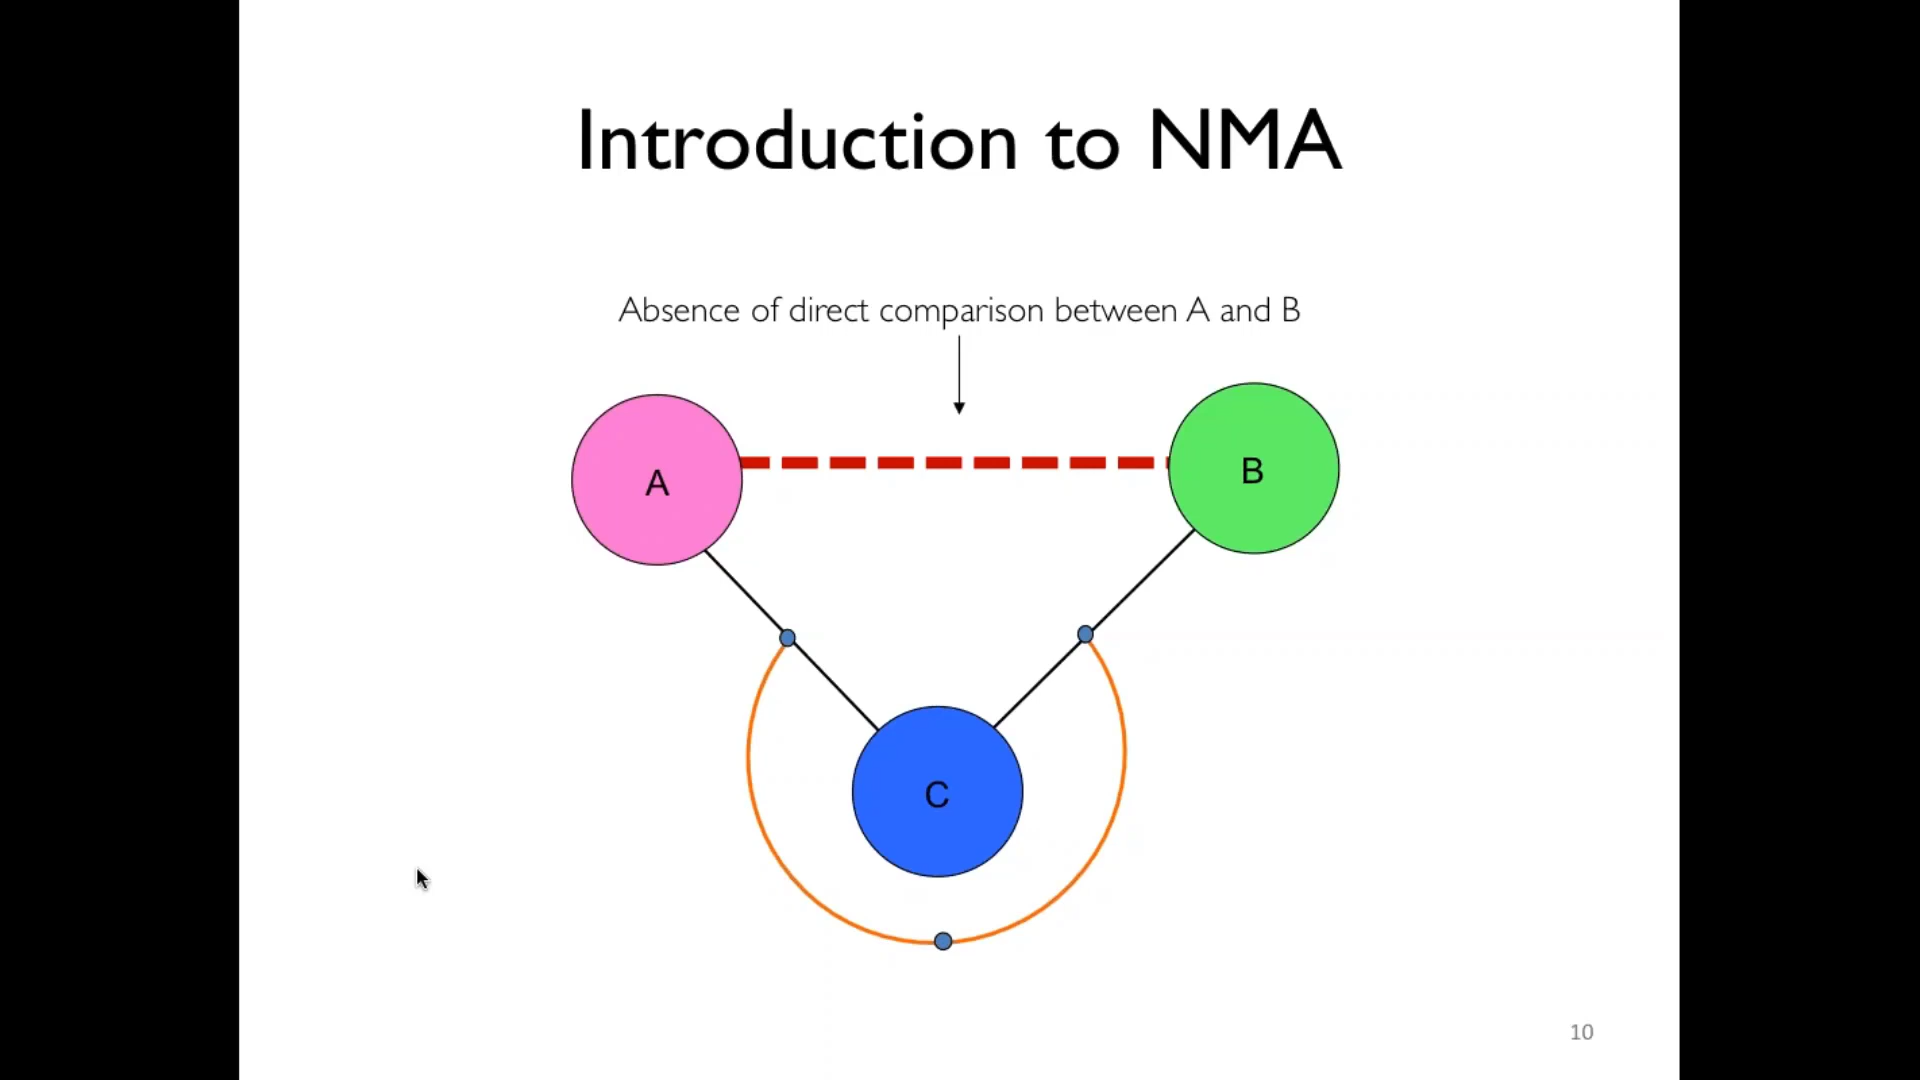 Introduction to NMA
Absence of direct comparison between A and B
A
B
C
10